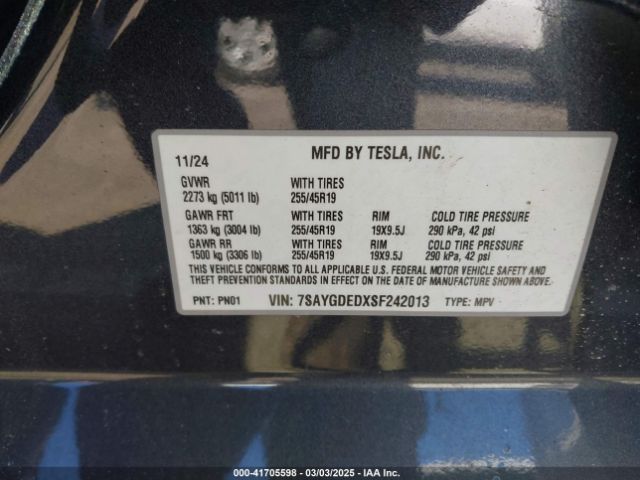 11/24 MFD BY TESLA, INC.
GVWR WITH TIRES
2273 kg (5011 lb) 255/45R19
GAWR FRT WITH TIRES RIM COLD TIRE PRESSURE
1363 kg (3004 lb) 255/45R19 19X9.5J 290 kPa, 42 psi
GAWR RR WITH TIRES RIM COLD TIRE PRESSURE
1500 kg (3306 lb) 255/45R19 19X9.5J 290 kPa, 42 psi
THIS VEHICLE CONFORMS TO ALL APPLICABLE U.S. FEDERAL MOTOR VEHICLE SAFETY AND
THEFT PREVENTION STANDARDS IN EFFECT ON THE DATE OF MANUFACTURE SHOWN ABOVE.
PNT: PN01 VIN: 7SAYGDEDXSF242013 TYPE: MPV
000-41705598 - 03/03/2025 - IAA Inc.